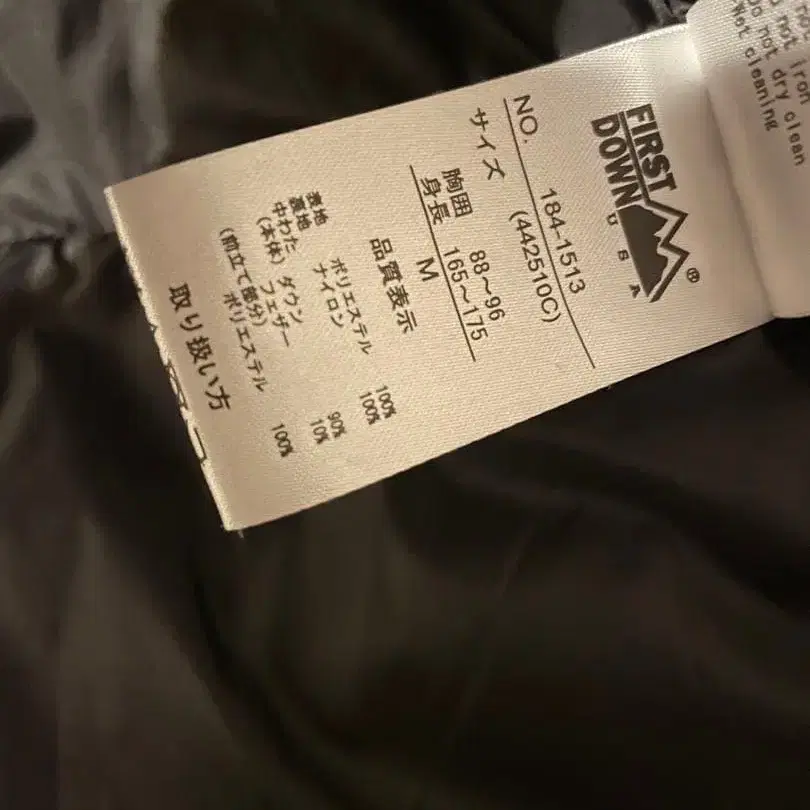 FIRST
DOWN
USA
®
NO. 184-1513
(442510C)
サイズ
胸囲 88～96
身長 165～175
M
品質表示
表地 ポリエステル 100%
裏地 ナイロン 100%
中わた
(本体) ダウン 90%
フェザー 10%
(前立て部分)
ポリエステル 100%
取り扱い方
not iron
Do not dry clean
Wet cleaning